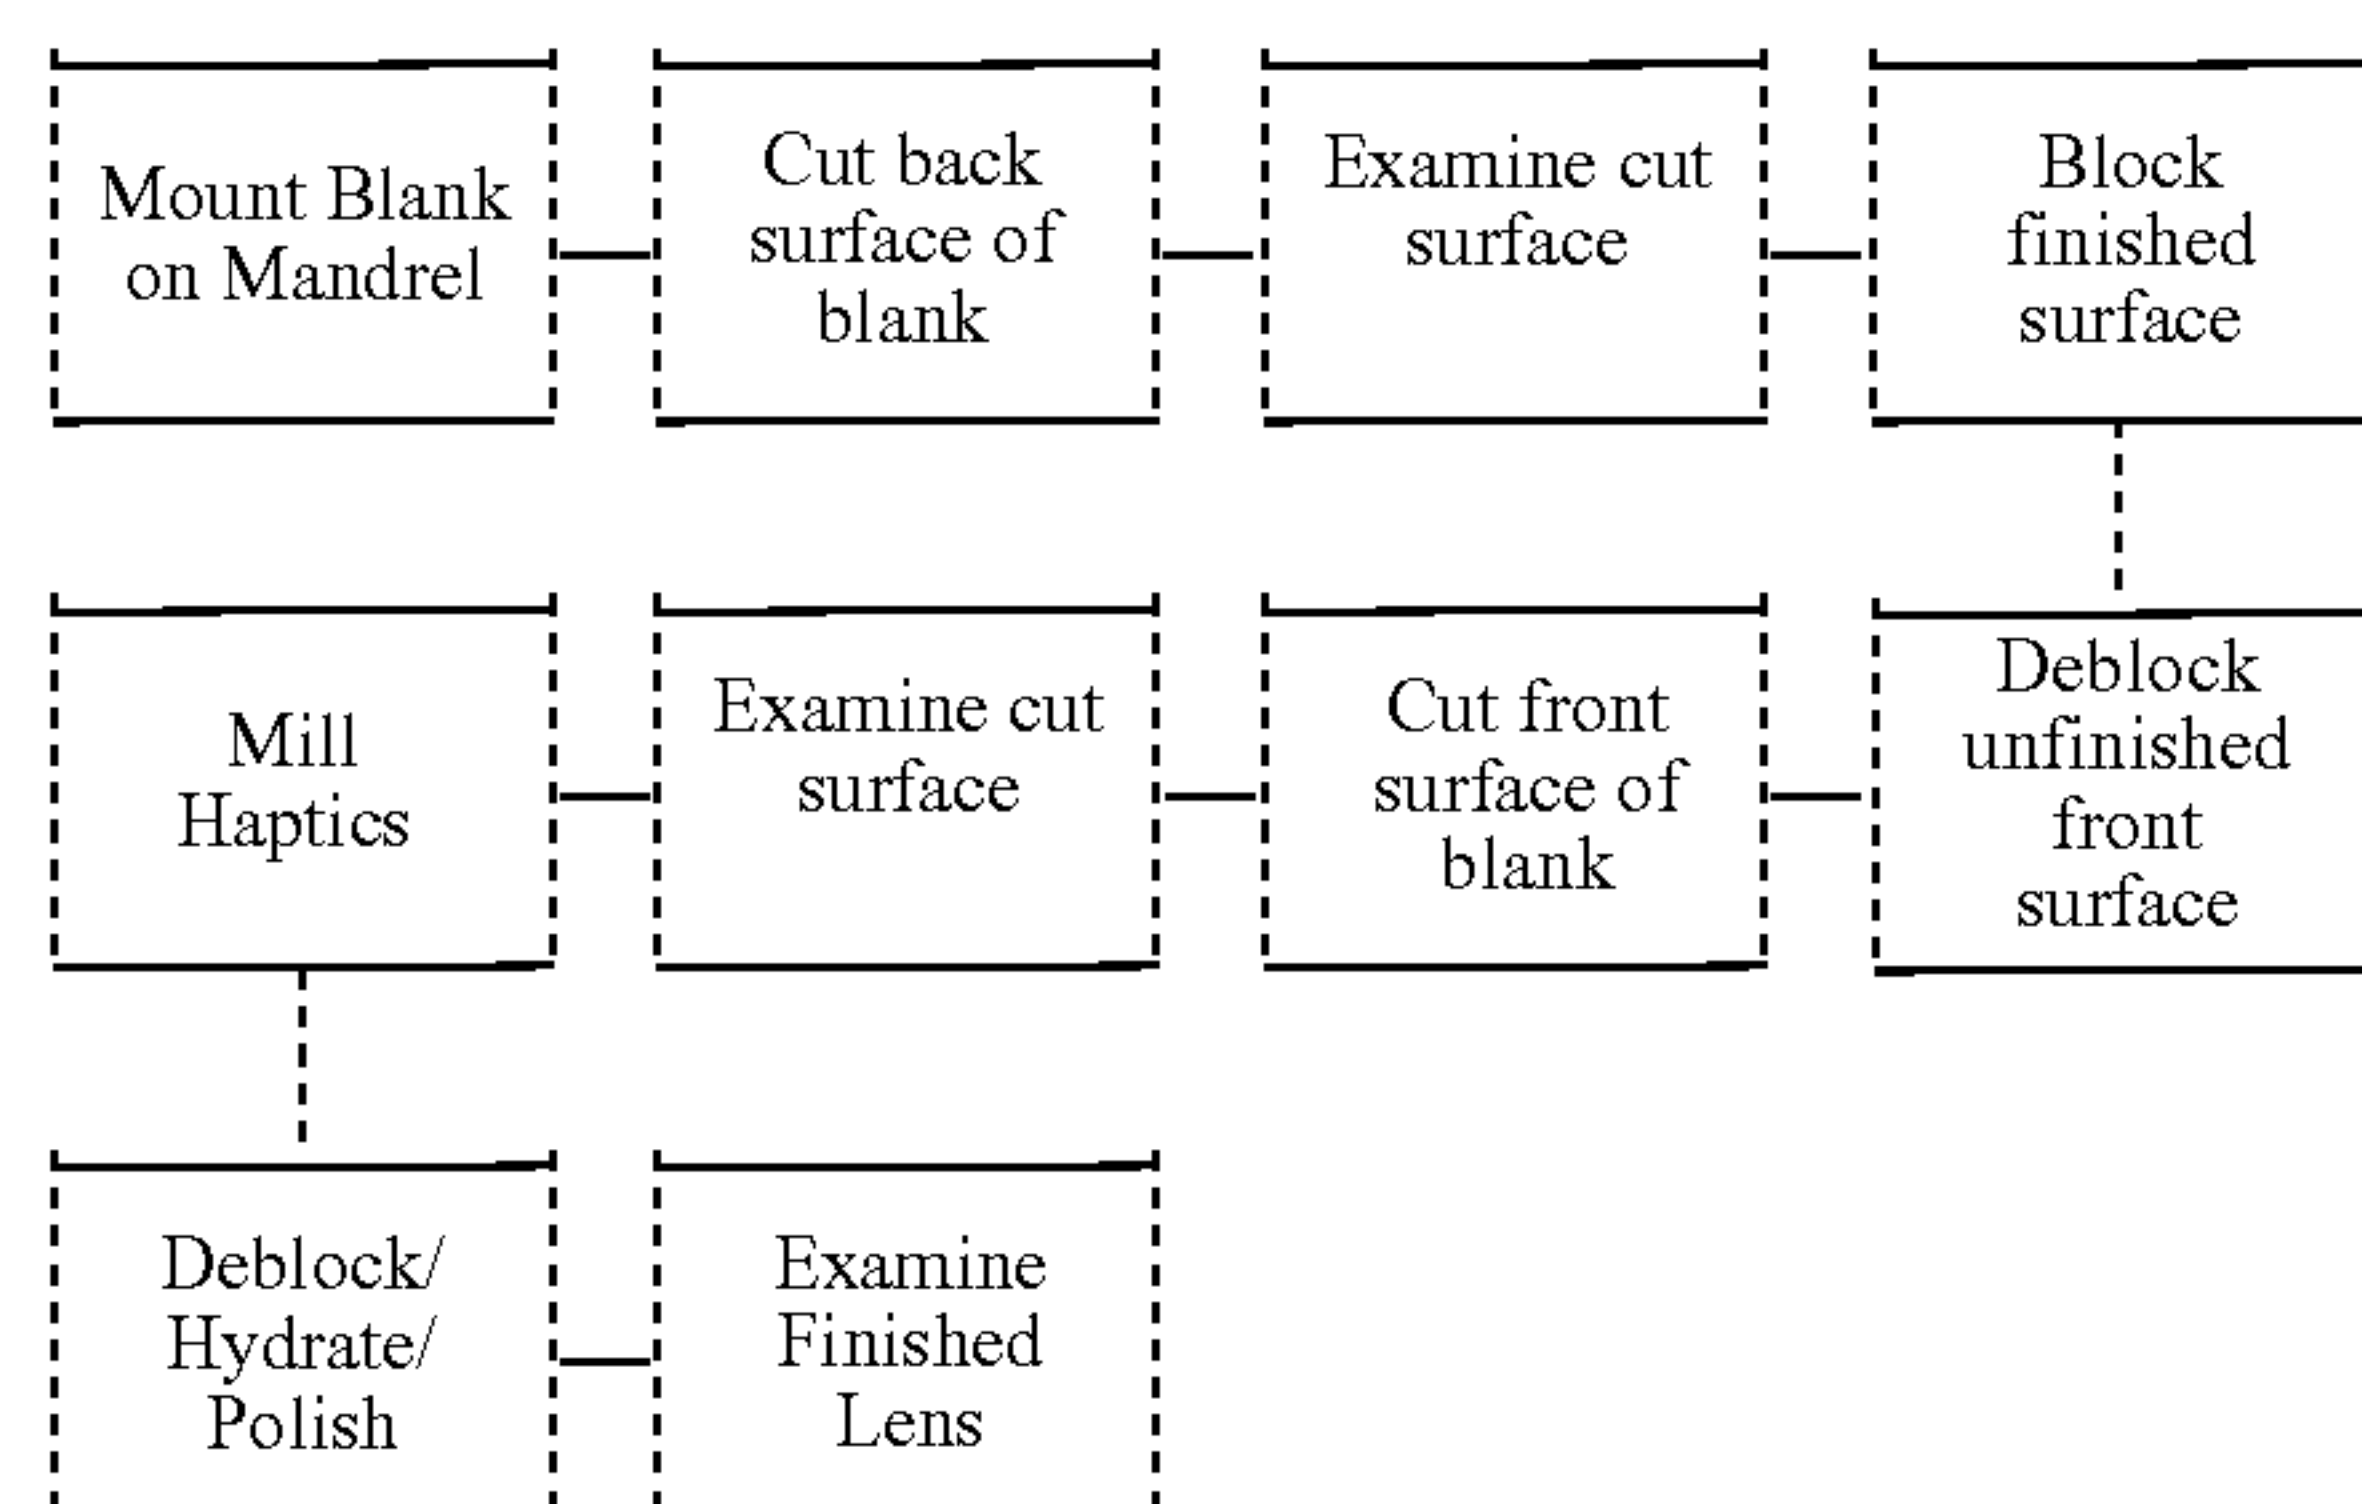 Mount Blank
on Mandrel
Cut back
surface of
blank
Examine cut
surface
Block
finished
surface
Mill
Haptics
Examine cut
surface
Cut front
surface of
blank
Deblock
unfinished
front
surface
Deblock/
Hydrate/
Polish
Examine
Finished
Lens